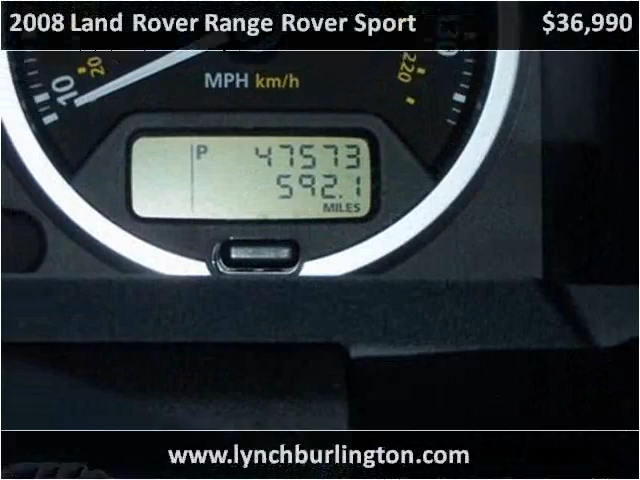 2008 Land Rover Range Rover Sport $36,990
10 20 MPH km/h 220 130
P 47573
592.1
MILES
www.lynchburlington.com